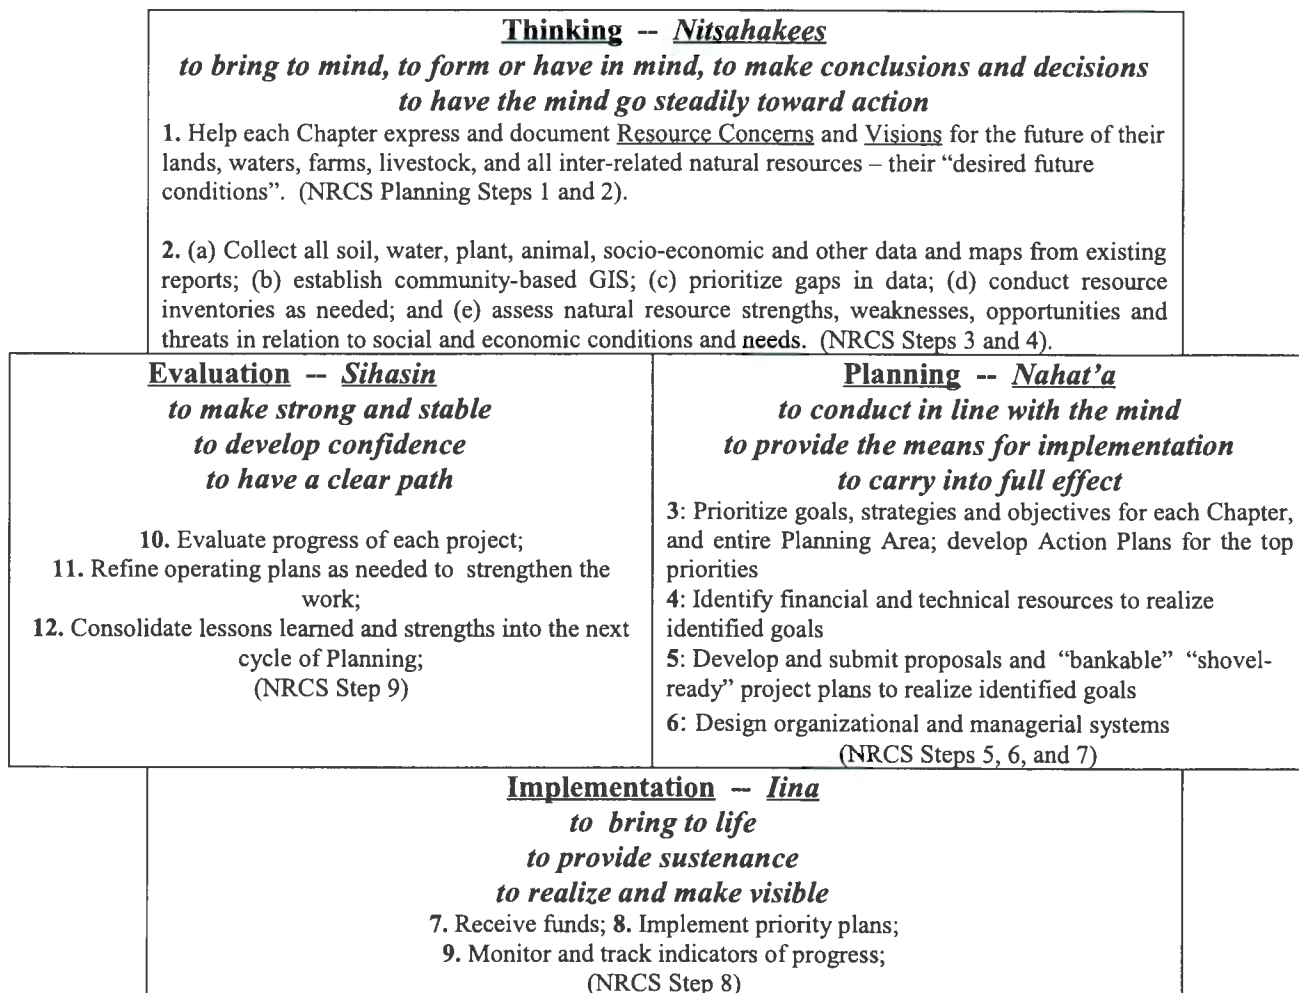 Thinking -- Nitsahakees
to bring to mind, to form or have in mind, to make conclusions and decisions
to have the mind go steadily toward action
1. Help each Chapter express and document Resource Concerns and Visions for the future of their
lands, waters, farms, livestock, and all inter-related natural resources – their “desired future
conditions”. (NRCS Planning Steps 1 and 2).
2. (a) Collect all soil, water, plant, animal, socio-economic and other data and maps from existing
reports; (b) establish community-based GIS; (c) prioritize gaps in data; (d) conduct resource
inventories as needed; and (e) assess natural resource strengths, weaknesses, opportunities and
threats in relation to social and economic conditions and needs. (NRCS Steps 3 and 4).
Evaluation -- Sihasin
to make strong and stable
to develop confidence
to have a clear path
10. Evaluate progress of each project;
11. Refine operating plans as needed to strengthen the
work;
12. Consolidate lessons learned and strengths into the next
cycle of Planning;
(NRCS Step 9)
Planning -- Nahat’a
to conduct in line with the mind
to provide the means for implementation
to carry into full effect
3: Prioritize goals, strategies and objectives for each Chapter,
and entire Planning Area; develop Action Plans for the top
priorities
4: Identify financial and technical resources to realize
identified goals
5: Develop and submit proposals and “bankable” “shovel-
ready” project plans to realize identified goals
6: Design organizational and managerial systems
(NRCS Steps 5, 6, and 7)
Implementation – Iina
to bring to life
to provide sustenance
to realize and make visible
7. Receive funds; 8. Implement priority plans;
9. Monitor and track indicators of progress;
(NRCS Step 8)